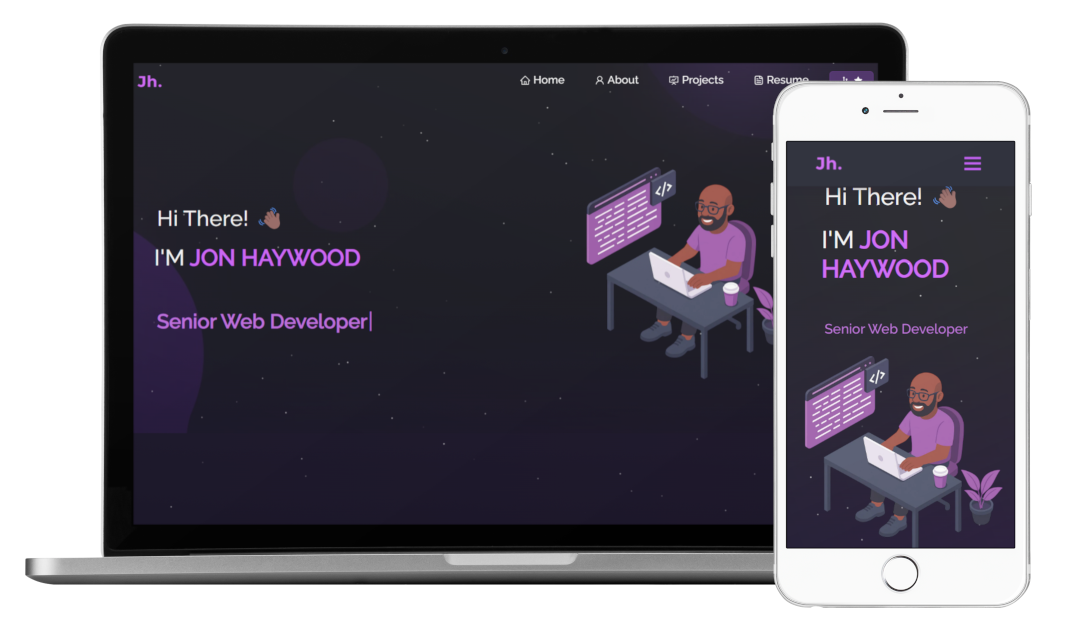 Jh.
Home About Projects Resume
Hi There!
I'M JON HAYWOOD
Senior Web Developer
</>
Jh.
Hi There!
I'M JON
HAYWOOD
Senior Web Developer
</>